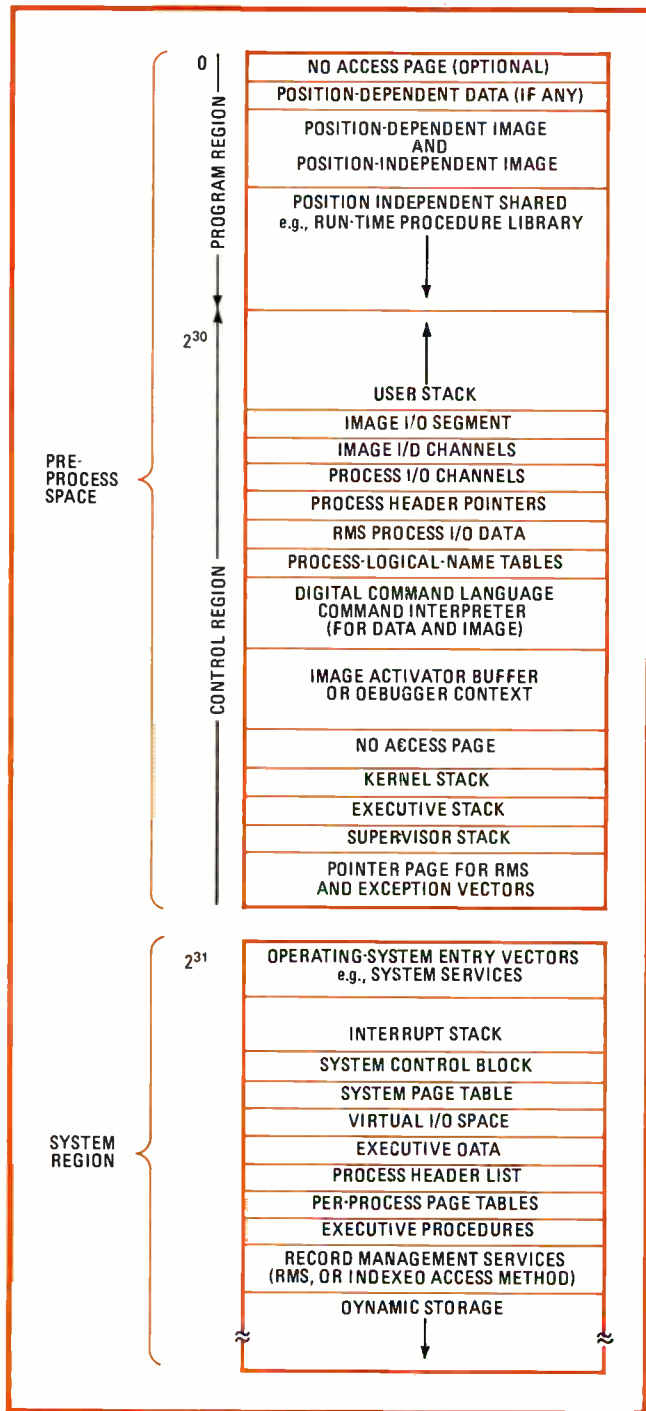 0
NO ACCESS PAGE (OPTIONAL)
POSITION-DEPENDENT DATA (IF ANY)
POSITION-DEPENDENT IMAGE
AND
POSITION-INDEPENDENT IMAGE
POSITION INDEPENDENT SHARED
e.g., RUN-TIME PROCEDURE LIBRARY
PROGRAM REGION
2³⁰
USER STACK
IMAGE I/O SEGMENT
IMAGE I/D CHANNELS
PROCESS I/O CHANNELS
PROCESS HEADER POINTERS
RMS PROCESS I/O DATA
PROCESS-LOGICAL-NAME TABLES
DIGITAL COMMAND LANGUAGE
COMMAND INTERPRETER
(FOR DATA AND IMAGE)
IMAGE ACTIVATOR BUFFER
OR OEBUGGER CONTEXT
NO ACCESS PAGE
KERNEL STACK
EXECUTIVE STACK
SUPERVISOR STACK
POINTER PAGE FOR RMS
AND EXCEPTION VECTORS
CONTROL REGION
PRE-
PROCESS
SPACE
2³¹
OPERATING-SYSTEM ENTRY VECTORS
e.g., SYSTEM SERVICES
INTERRUPT STACK
SYSTEM CONTROL BLOCK
SYSTEM PAGE TABLE
VIRTUAL I/O SPACE
EXECUTIVE OATA
PROCESS HEADER LIST
PER-PROCESS PAGE TABLES
EXECUTIVE PROCEDURES
RECORD MANAGEMENT SERVICES
(RMS, OR INDEXEO ACCESS METHOD)
OYNAMIC STORAGE
SYSTEM
REGION